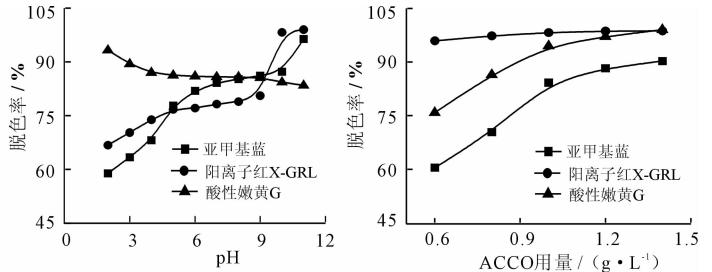 105
90
75
60
45
脱色率 / %
亚甲基蓝
阳离子红X-GRL
酸性嫩黄G
0 3 6 9 12
pH
105
90
75
60
45
脱色率 / %
亚甲基蓝
阳离子红X-GRL
酸性嫩黄G
0.6 0.9 1.2 1.5
ACCO用量 /（g·L⁻¹）